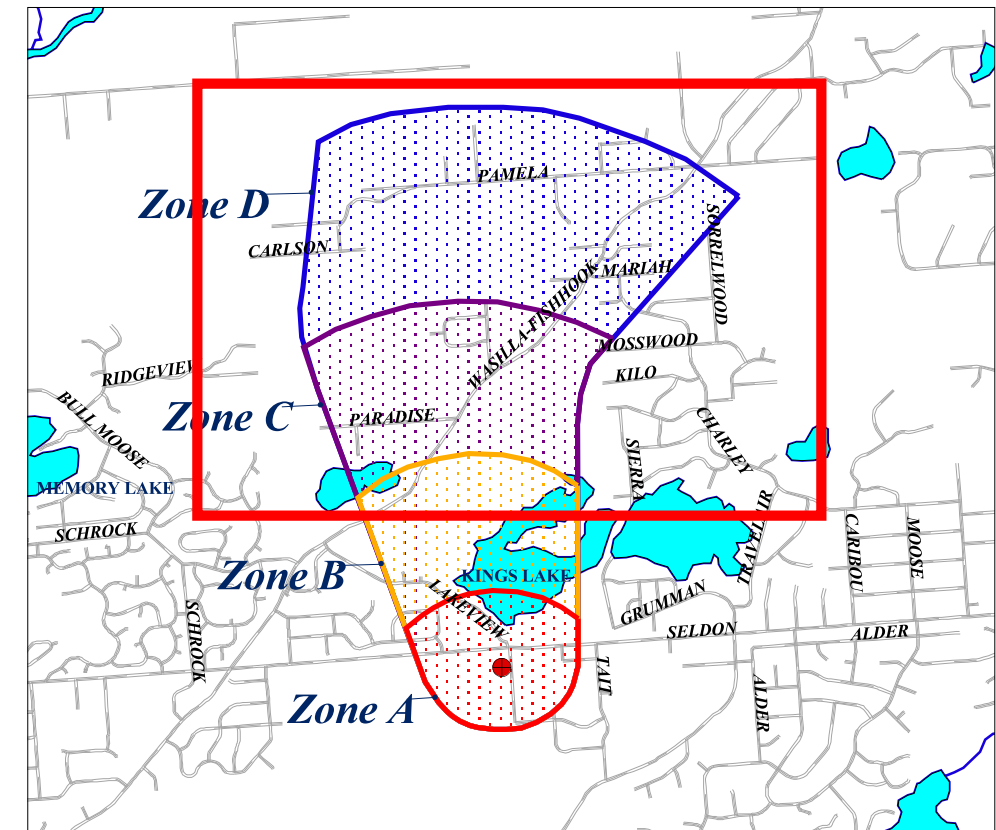 PAMELA
Zone D
SORRELWOOD
CARLSON
MARIAH
WASILLA-FISHHOOK
MOSSWOOD
RIDGEVIEW
KILO
Zone C
PARADISE
BULL MOOSE
CHARLEY
SIERRA
MEMORY LAKE
TRAVELAIR
CARIBOU
MOOSE
SCHROCK
Zone B
KINGS LAKE
LAKEVIEW
GRUMMAN
SCHROCK
SELDON
ALDER
TAIT
ALDER
Zone A